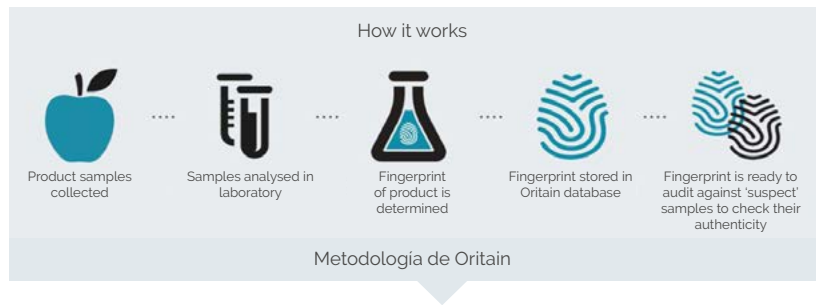 How it works
Product samples
collected
Samples analysed in
laboratory
Fingerprint
of product is
determined
Fingerprint stored in
Oritain database
Fingerprint is ready to
audit against 'suspect'
samples to check their
authenticity
Metodología de Oritain